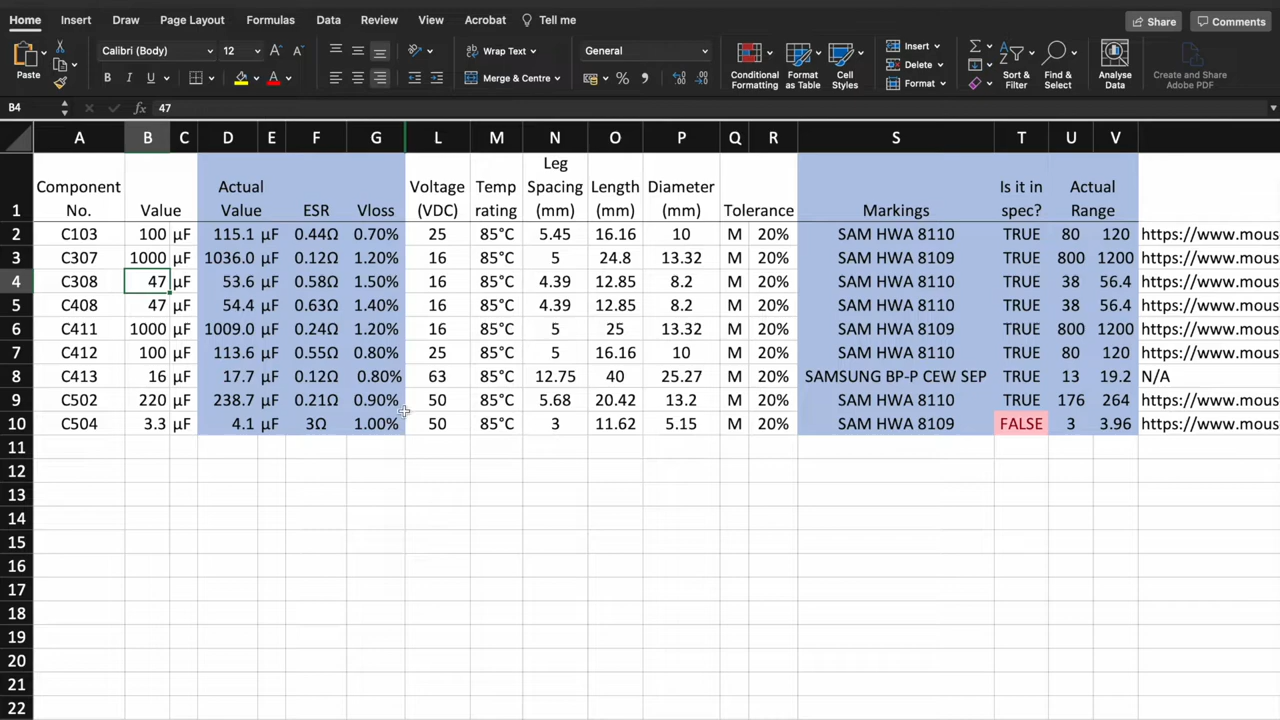 Home Insert Draw Page Layout Formulas Data Review View Acrobat Tell me Share Comments
Paste Calibri (Body) 12 A A Wrap Text General Conditional Formatting Format as Table Cell Styles Insert Delete Format Sort & Filter Find & Select Analyse Data Create and Share Adobe PDF
B I U A Merge & Centre % ,
B4 fx 47
A B C D E F G L M N O P Q R S T U V
1 Component No. Value Actual Value ESR Vloss Voltage (VDC) Temp rating Leg Spacing (mm) Length (mm) Diameter (mm) Tolerance Markings Is it in spec? Actual Range
2 C103 100 µF 115.1 µF 0.44Ω 0.70% 25 85°C 5.45 16.16 10 M 20% SAM HWA 8110 TRUE 80 120 https://www.mous
3 C307 1000 µF 1036.0 µF 0.12Ω 1.20% 16 85°C 5 24.8 13.32 M 20% SAM HWA 8109 TRUE 800 1200 https://www.mous
4 C308 47 µF 53.6 µF 0.58Ω 1.50% 16 85°C 4.39 12.85 8.2 M 20% SAM HWA 8110 TRUE 38 56.4 https://www.mous
5 C408 47 µF 54.4 µF 0.63Ω 1.40% 16 85°C 4.39 12.85 8.2 M 20% SAM HWA 8110 TRUE 38 56.4 https://www.mous
6 C411 1000 µF 1009.0 µF 0.24Ω 1.20% 16 85°C 5 25 13.32 M 20% SAM HWA 8109 TRUE 800 1200 https://www.mous
7 C412 100 µF 113.6 µF 0.55Ω 0.80% 25 85°C 5 16.16 10 M 20% SAM HWA 8110 TRUE 80 120 https://www.mous
8 C413 16 µF 17.7 µF 0.12Ω 0.80% 63 85°C 12.75 40 25.27 M 20% SAMSUNG BP-P CEW SEP TRUE 13 19.2 N/A
9 C502 220 µF 238.7 µF 0.21Ω 0.90% 50 85°C 5.68 20.42 13.2 M 20% SAM HWA 8110 TRUE 176 264 https://www.mous
10 C504 3.3 µF 4.1 µF 3Ω 1.00% 50 85°C 3 11.62 5.15 M 20% SAM HWA 8109 FALSE 3 3.96 https://www.mous
11
12
13
14
15
16
17
18
19
20
21
22